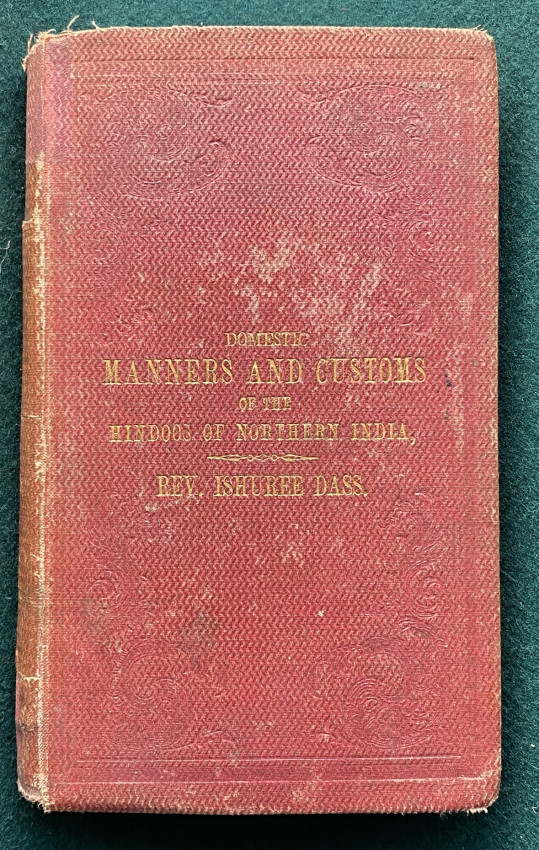 DOMESTIC
MANNERS AND CUSTOMS
OF THE
HINDOOS OF NORTHERN INDIA,
REV. ISHUREE DASS.